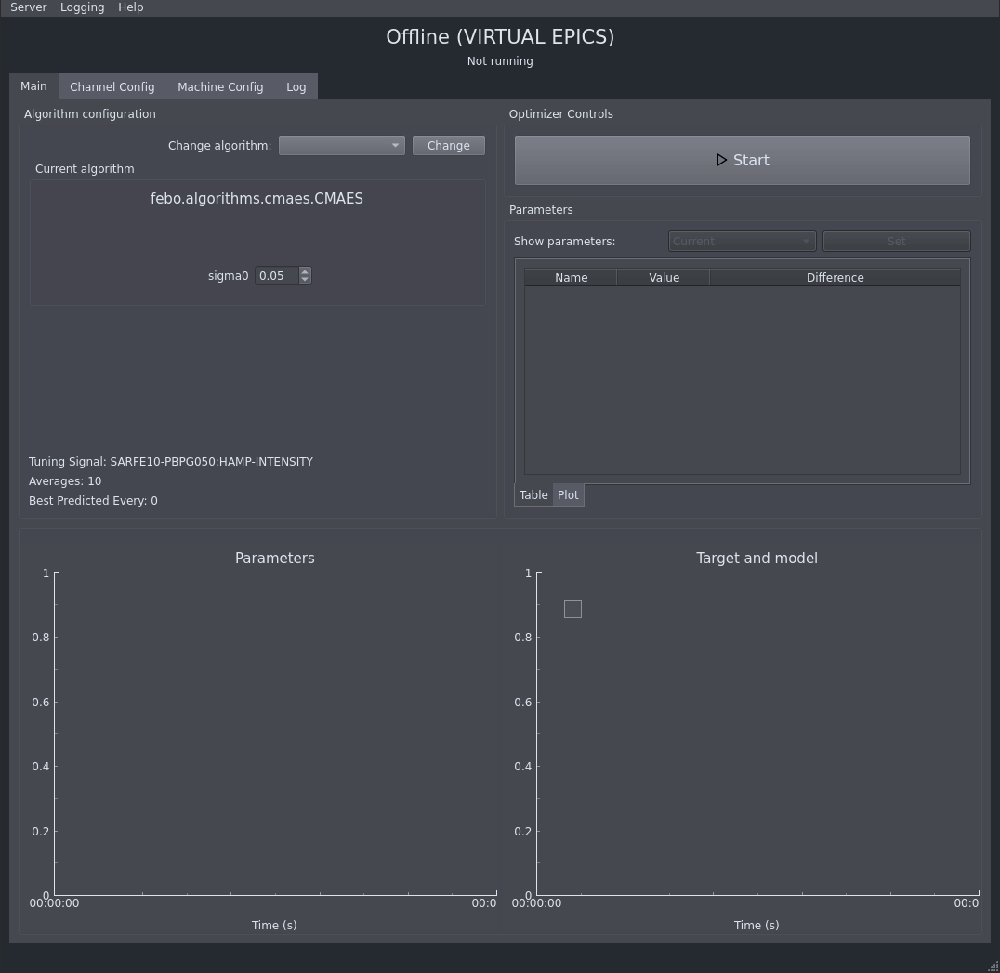 Server Logging Help
Offline (VIRTUAL EPICS)
Not running
Main Channel Config Machine Config Log
Algorithm configuration
Change algorithm: Change
Current algorithm
febo.algorithms.cmaes.CMAES
sigma0 0.05
Tuning Signal: SARFE10-PBPG050:HAMP-INTENSITY
Averages: 10
Best Predicted Every: 0
Optimizer Controls
Start
Parameters
Show parameters: Current Set
Name Value Difference
Table Plot
Parameters
1
0.8
0.6
0.4
0.2
0
00:00:00 00:0
Time (s)
Target and model
1
0.8
0.6
0.4
0.2
0
00:00:00 00:0
Time (s)